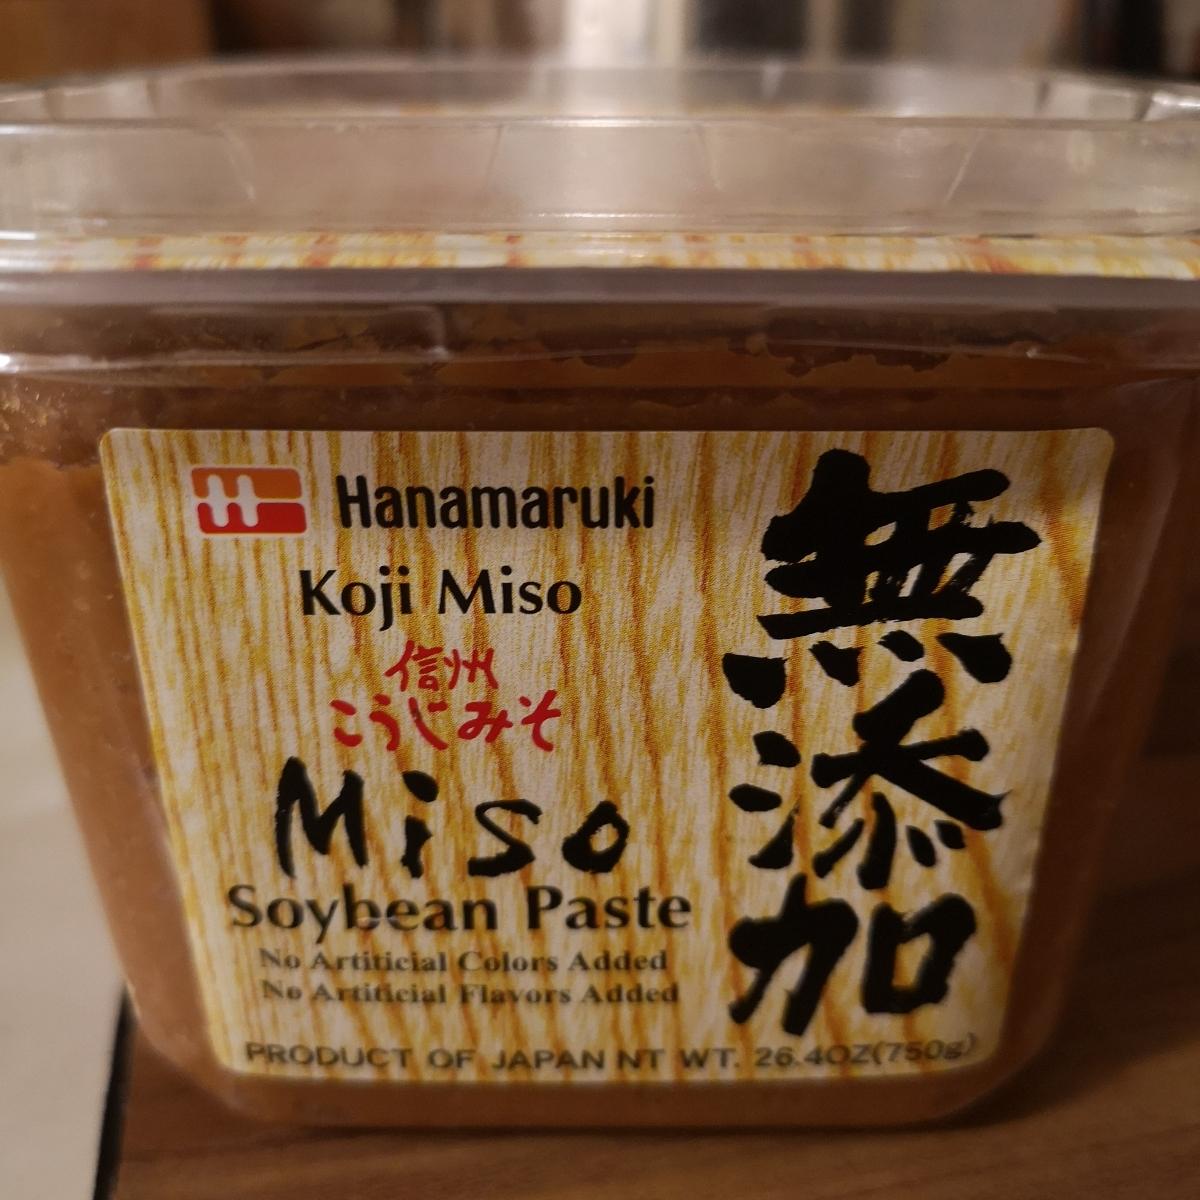 Hanamaruki
Koji Miso
信州
こうじみそ
Miso
Soybean Paste
No Artificial Colors Added
No Artificial Flavors Added
PRODUCT OF JAPAN NT WT. 26.4OZ(750g)
無添加